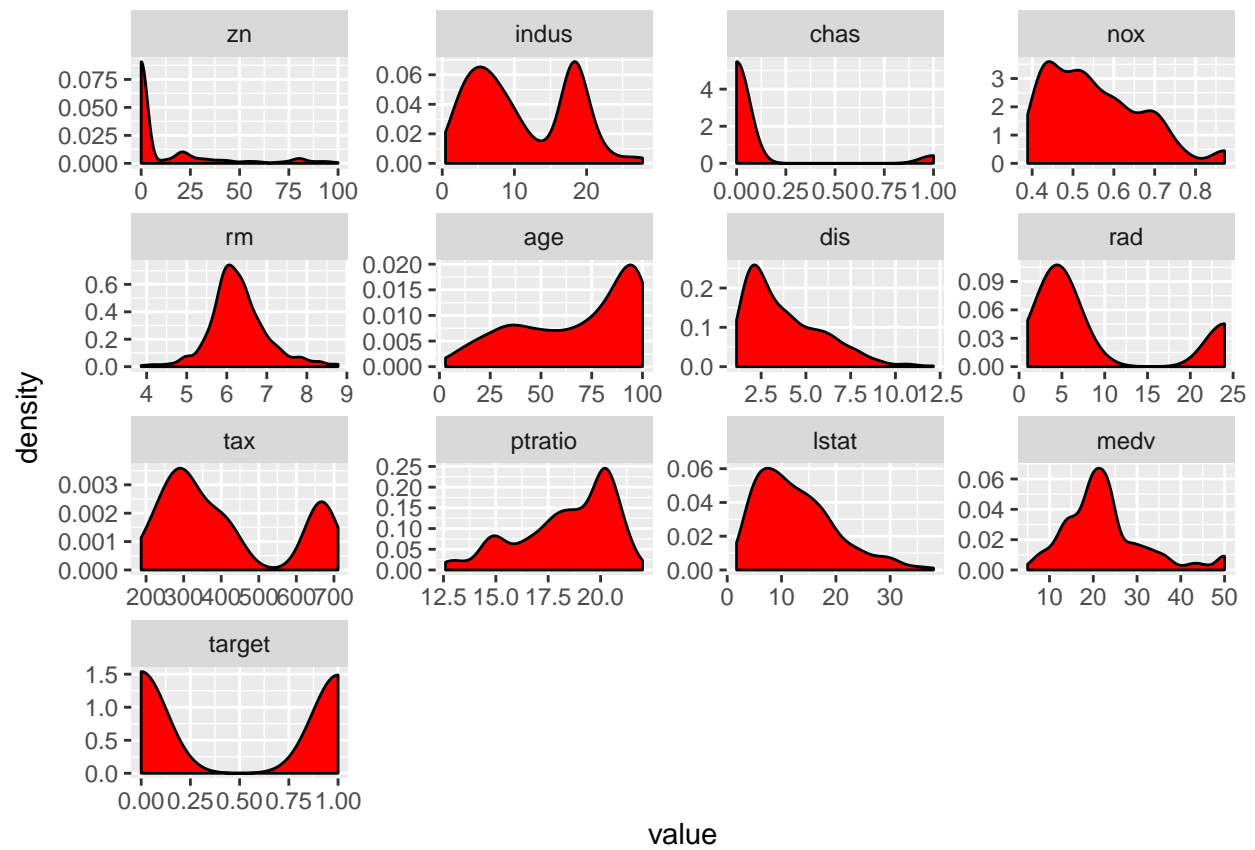 zn
indus
chas
nox
0.075
0.050
0.025
0.000
0 25 50 75 100
0.06
0.04
0.02
0.00
0 10 20
4
2
0
0.00 0.25 0.50 0.75 1.00
3
2
1
0
0.4 0.5 0.6 0.7 0.8
rm
age
dis
rad
0.6
0.4
0.2
0.0
4 5 6 7 8 9
0.020
0.015
0.010
0.005
0.000
0 25 50 75 100
0.2
0.1
0.0
2.5 5.0 7.5 10.0 12.5
0.09
0.06
0.03
0.00
0 5 10 15 20 25
density
tax
ptratio
lstat
medv
0.003
0.002
0.001
0.000
200 300 400 500 600 700
0.25
0.20
0.15
0.10
0.05
0.00
12.5 15.0 17.5 20.0
0.06
0.04
0.02
0.00
0 10 20 30
0.06
0.04
0.02
0.00
10 20 30 40 50
target
1.5
1.0
0.5
0.0
0.00 0.25 0.50 0.75 1.00
value